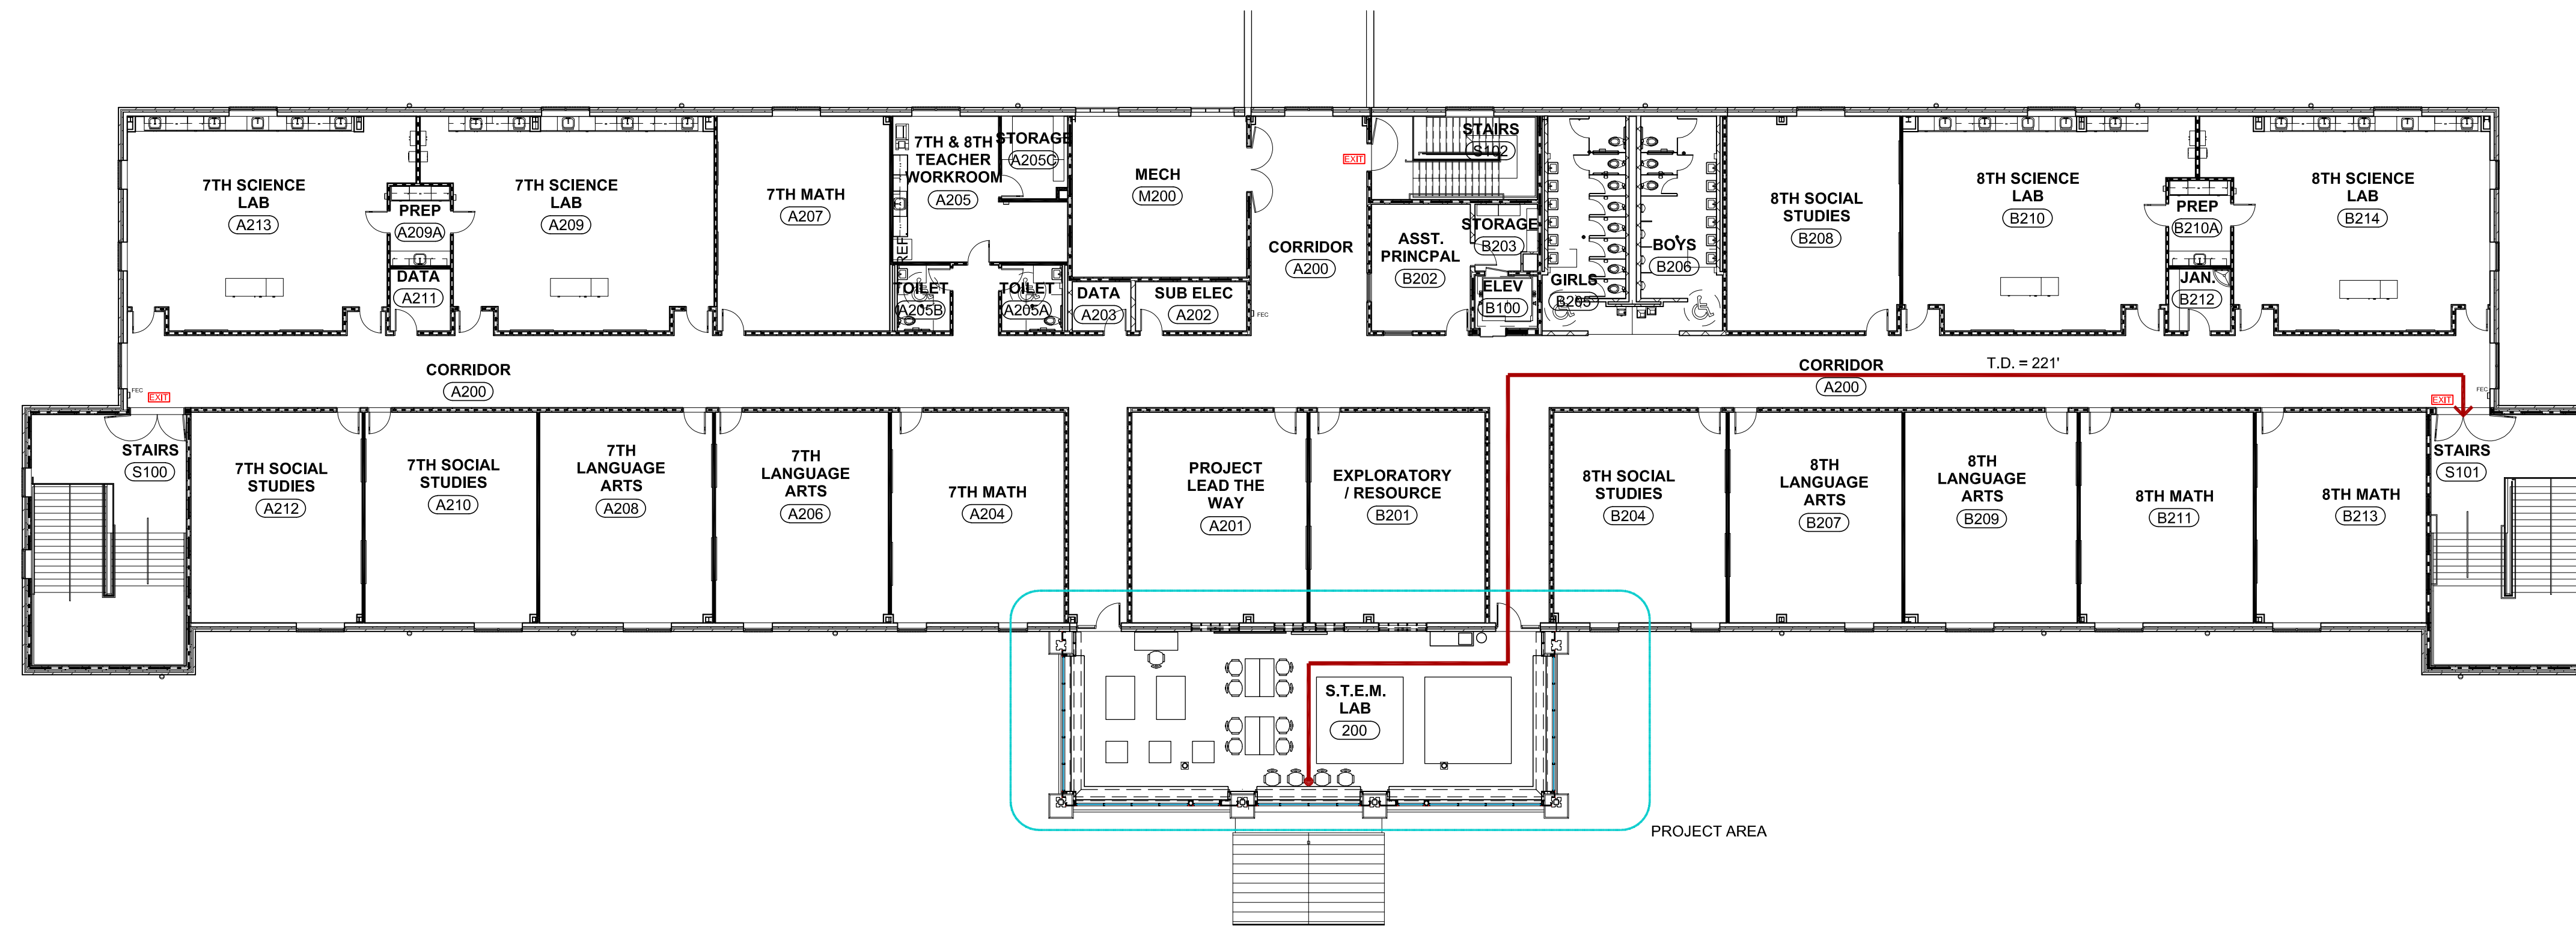 7TH SCIENCE
LAB
A213
PREP
A209A
DATA
A211
7TH SCIENCE
LAB
A209
7TH MATH
A207
7TH & 8TH
TEACHER
WORKROOM
A205
REF
STORAGE
A205C
TOILET
A205B
TOILET
A205A
MECH
M200
DATA
A203
SUB ELEC
A202
FEC
CORRIDOR
A200
EXIT
STAIRS
S102
ASST.
PRINCPAL
B202
STORAGE
B203
ELEV
B100
GIRLS
B205
BOYS
B206
8TH SOCIAL
STUDIES
B208
8TH SCIENCE
LAB
B210
PREP
B210A
JAN.
B212
8TH SCIENCE
LAB
B214
FEC
EXIT
CORRIDOR
A200
CORRIDOR
A200
T.D. = 221'
FEC
EXIT
STAIRS
S100
7TH SOCIAL
STUDIES
A212
7TH SOCIAL
STUDIES
A210
7TH
LANGUAGE
ARTS
A208
7TH
LANGUAGE
ARTS
A206
7TH MATH
A204
PROJECT
LEAD THE
WAY
A201
EXPLORATORY
/ RESOURCE
B201
8TH SOCIAL
STUDIES
B204
8TH
LANGUAGE
ARTS
B207
8TH
LANGUAGE
ARTS
B209
8TH MATH
B211
8TH MATH
B213
STAIRS
S101
S.T.E.M.
LAB
200
PROJECT AREA